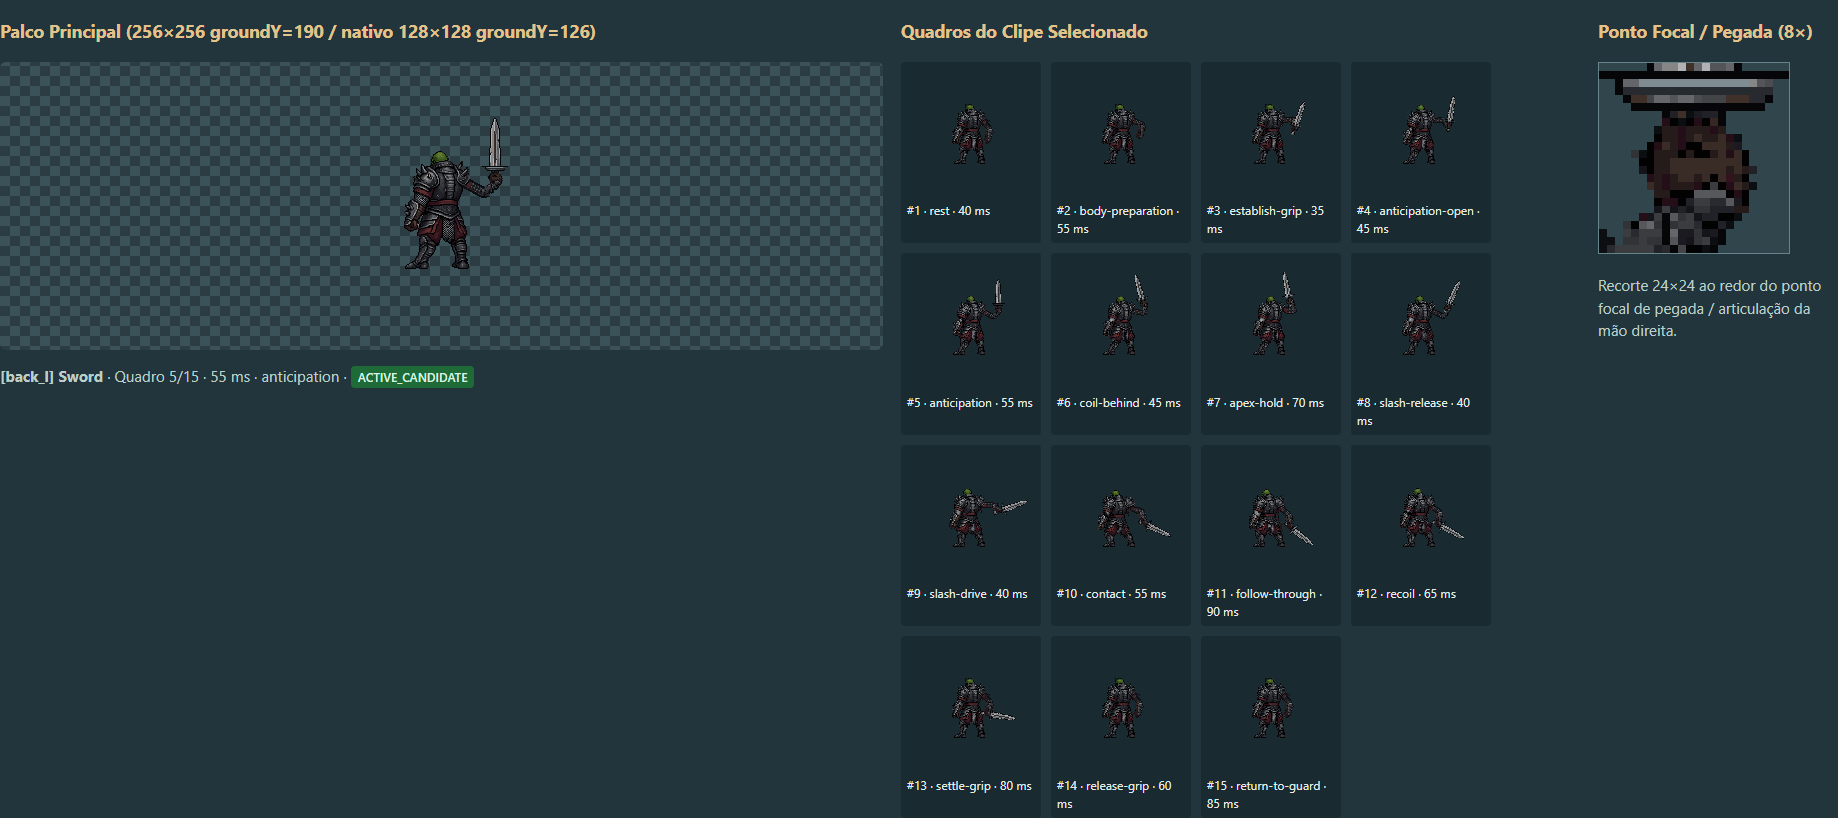 Palco Principal (256×256 groundY=190 / nativo 128×128 groundY=126)
[back_l] Sword · Quadro 5/15 · 55 ms · anticipation · ACTIVE_CANDIDATE
Quadros do Clipe Selecionado
#1 · rest · 40 ms
#2 · body-preparation ·
55 ms
#3 · establish-grip · 35
ms
#4 · anticipation-open ·
45 ms
#5 · anticipation · 55 ms
#6 · coil-behind · 45 ms
#7 · apex-hold · 70 ms
#8 · slash-release · 40
ms
#9 · slash-drive · 40 ms
#10 · contact · 55 ms
#11 · follow-through ·
90 ms
#12 · recoil · 65 ms
#13 · settle-grip · 80 ms
#14 · release-grip · 60
ms
#15 · return-to-guard ·
85 ms
Ponto Focal / Pegada (8×)
Recorte 24×24 ao redor do ponto
focal de pegada / articulação da
mão direita.